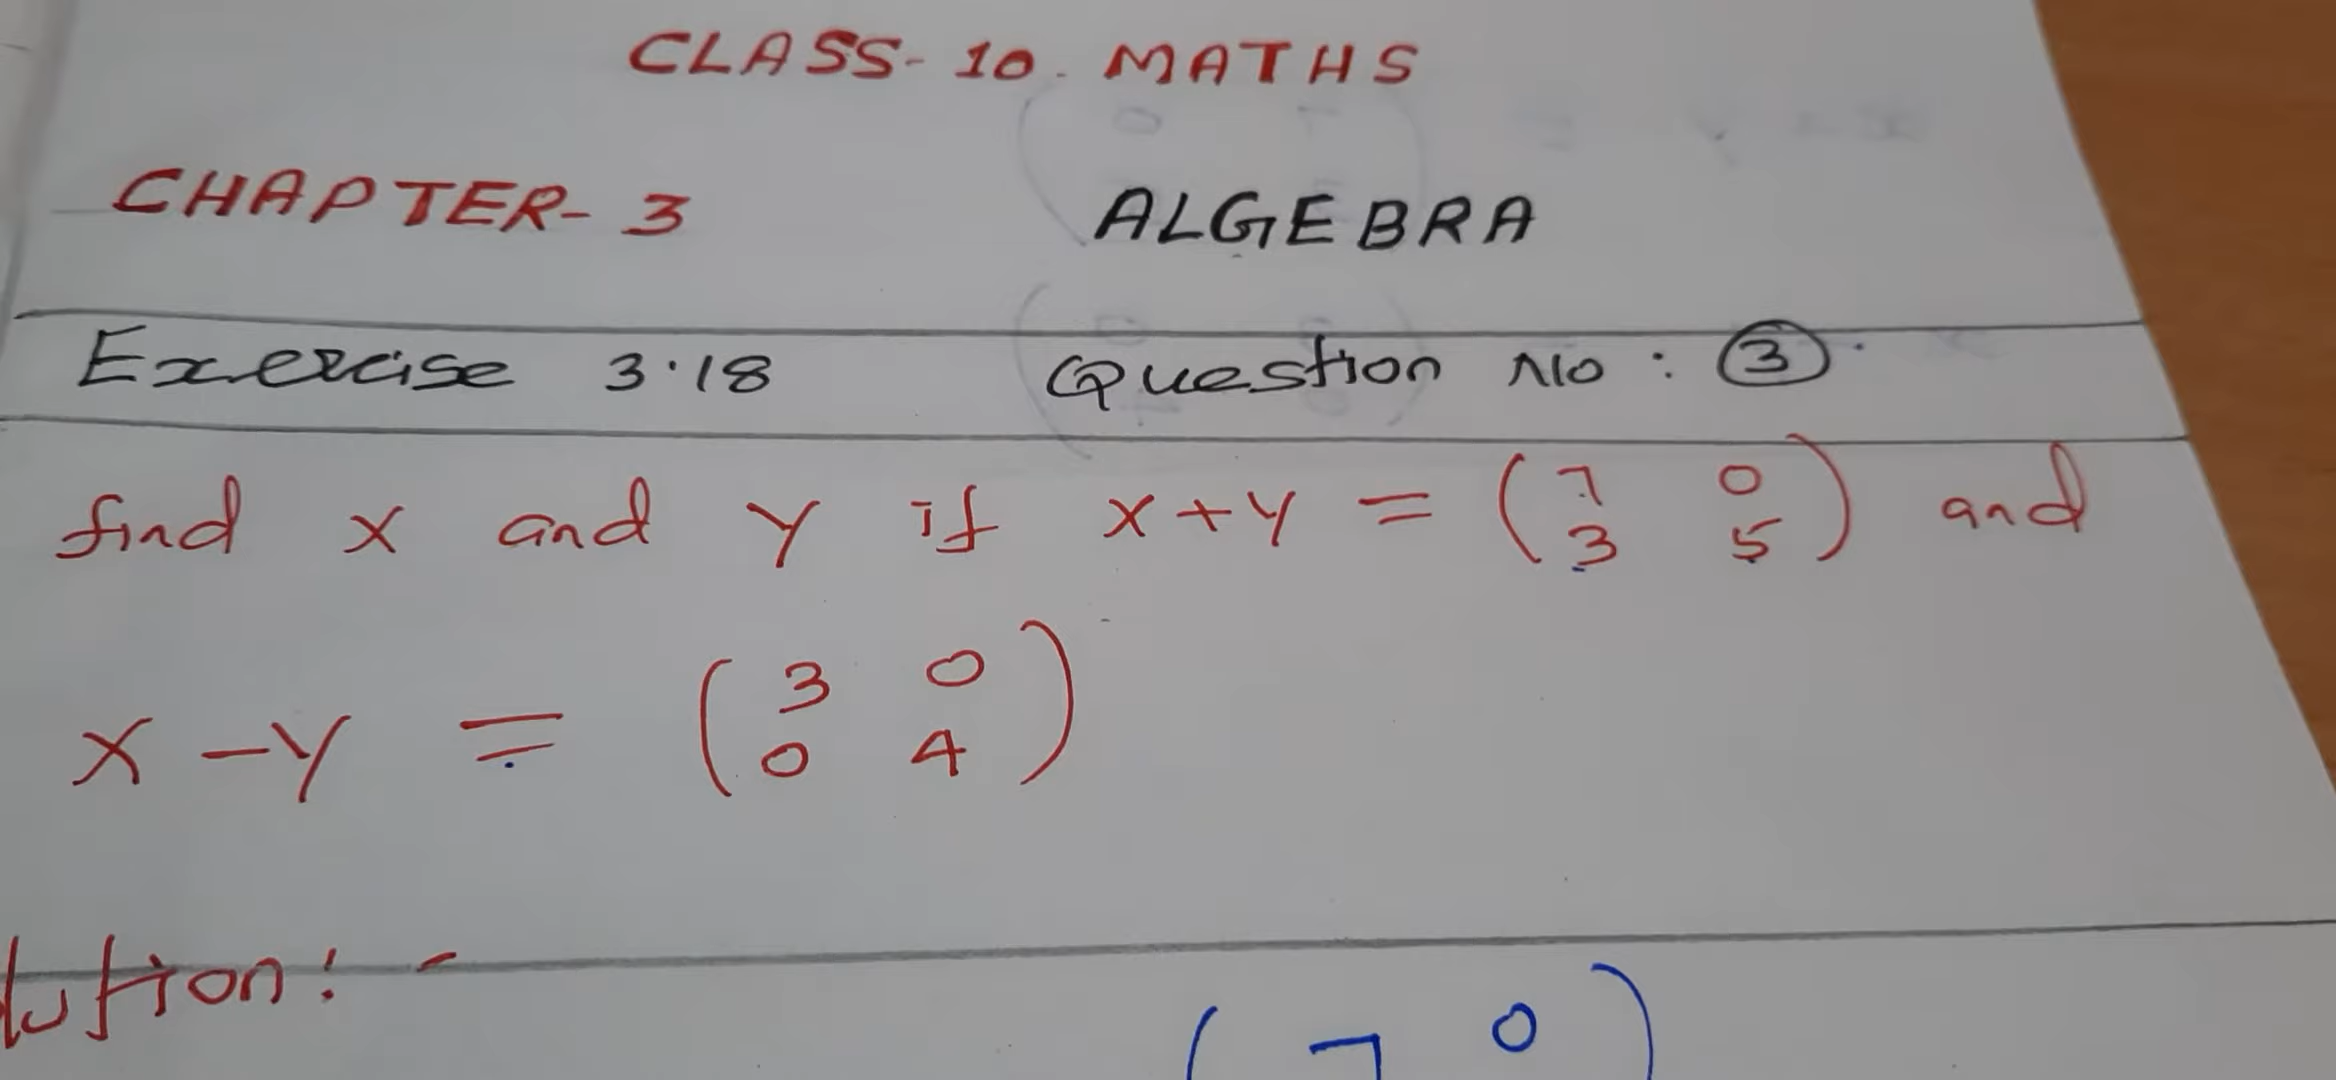 CLASS- 10. MATHS
CHAPTER- 3 ALGEBRA
Exercise 3.18 Question No : 3.
find x and y if x+y = ( 7 0
3 5 ) and
x -y = ( 3 0
0 4 )
lution: -
( 7 0 )